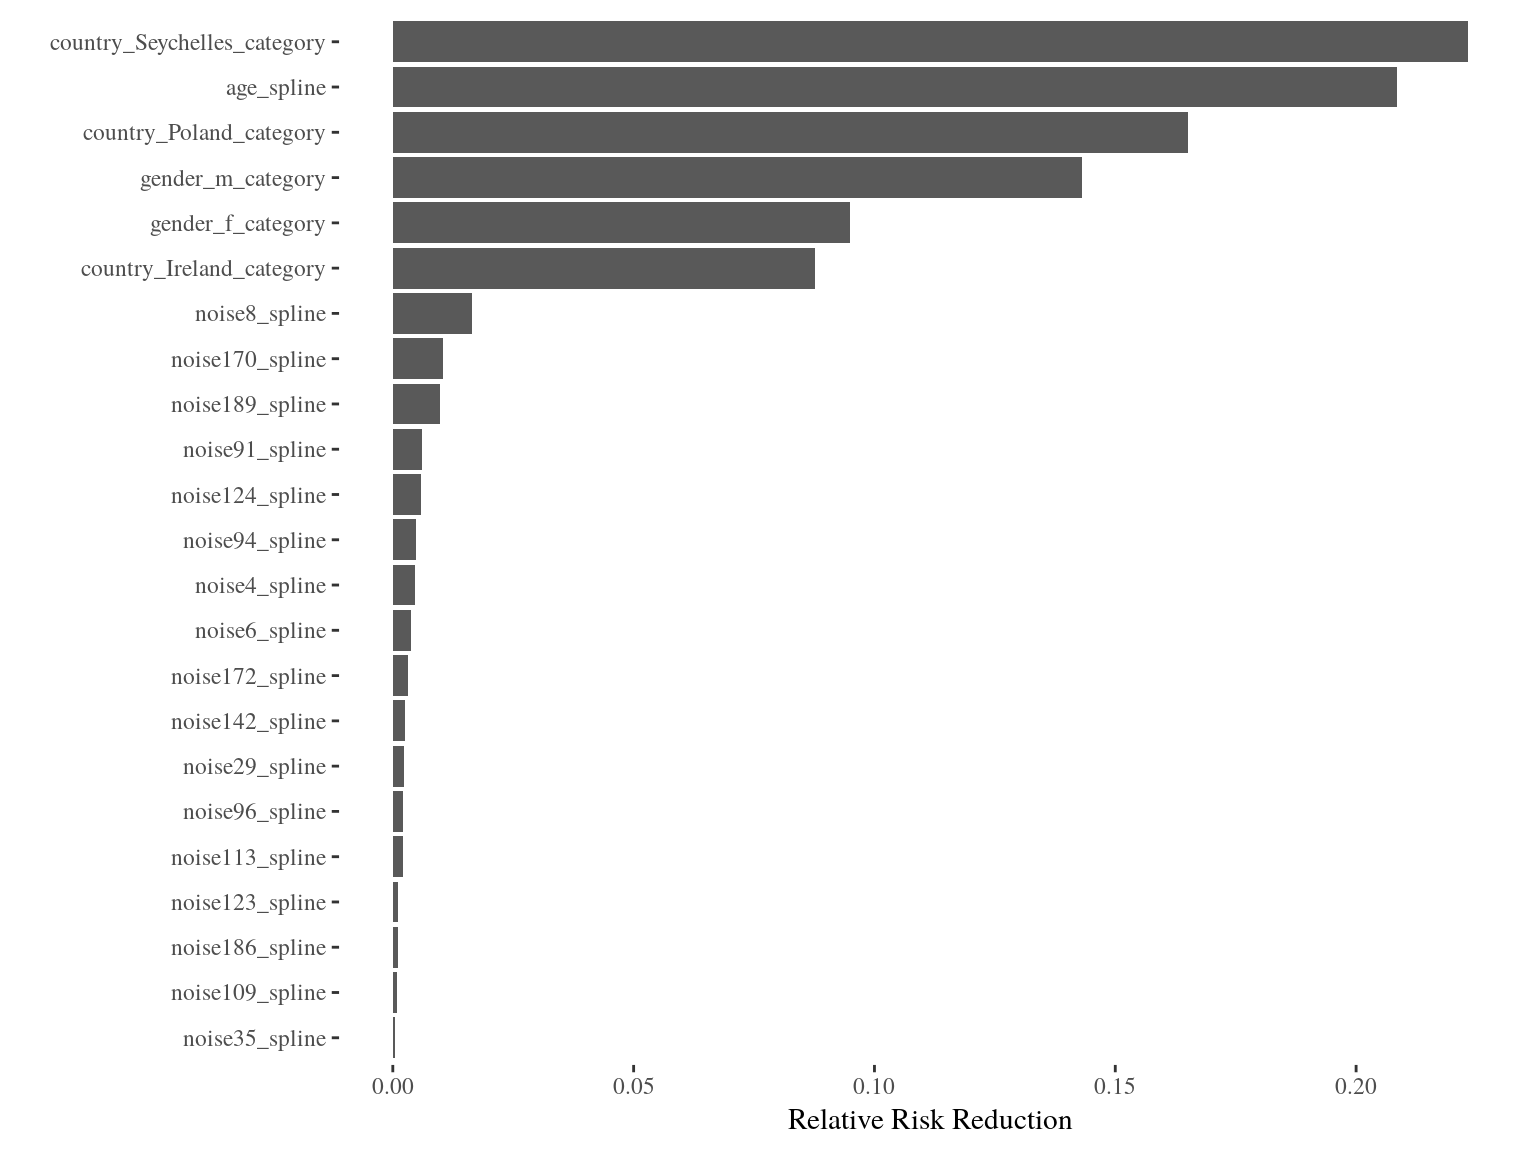 country_Seychelles_category
age_spline
country_Poland_category
gender_m_category
gender_f_category
country_Ireland_category
noise8_spline
noise170_spline
noise189_spline
noise91_spline
noise124_spline
noise94_spline
noise4_spline
noise6_spline
noise172_spline
noise142_spline
noise29_spline
noise96_spline
noise113_spline
noise123_spline
noise186_spline
noise109_spline
noise35_spline
0.00 0.05 0.10 0.15 0.20
Relative Risk Reduction